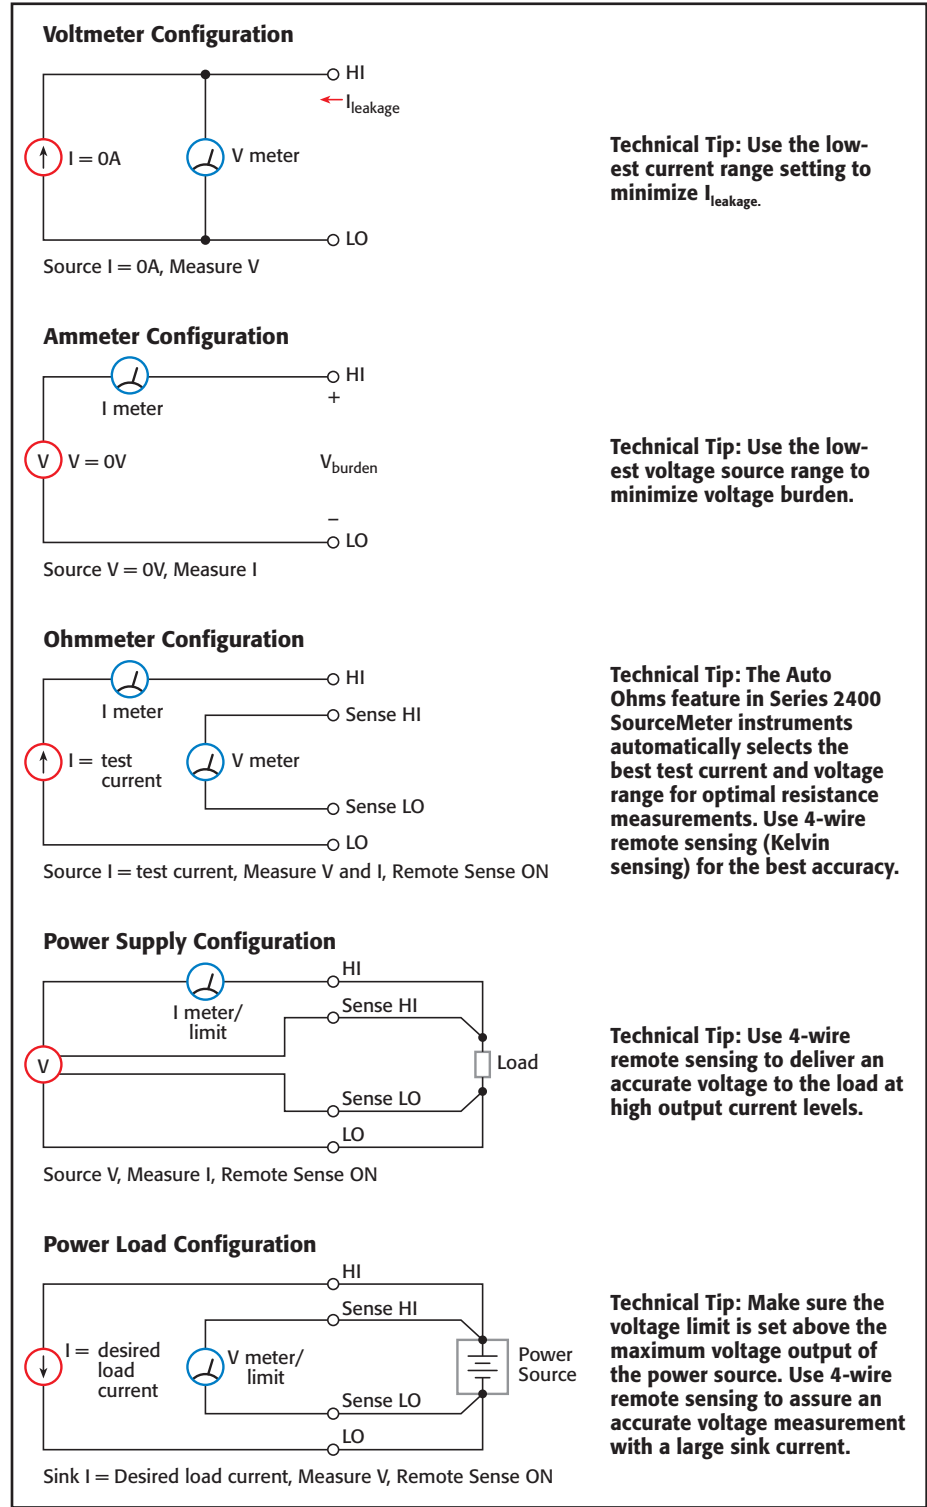 Voltmeter Configuration
HI
Ileakage
I = 0A
V meter
LO
Source I = 0A, Measure V
Technical Tip: Use the low-
est current range setting to
minimize Ileakage.
Ammeter Configuration
HI
+
I meter
V
V = 0V
Vburden
–
LO
Source V = 0V, Measure I
Technical Tip: Use the low-
est voltage source range to
minimize voltage burden.
Ohmmeter Configuration
HI
I meter
Sense HI
I = test
current
V meter
Sense LO
LO
Source I = test current, Measure V and I, Remote Sense ON
Technical Tip: The Auto
Ohms feature in Series 2400
SourceMeter instruments
automatically selects the
best test current and voltage
range for optimal resistance
measurements. Use 4-wire
remote sensing (Kelvin
sensing) for the best accuracy.
Power Supply Configuration
HI
I meter/
limit
Sense HI
V
Load
Sense LO
LO
Source V, Measure I, Remote Sense ON
Technical Tip: Use 4-wire
remote sensing to deliver an
accurate voltage to the load at
high output current levels.
Power Load Configuration
HI
Sense HI
I = desired
load
current
V meter/
limit
Power
Source
Sense LO
LO
Sink I = Desired load current, Measure V, Remote Sense ON
Technical Tip: Make sure the
voltage limit is set above the
maximum voltage output of
the power source. Use 4-wire
remote sensing to assure an
accurate voltage measurement
with a large sink current.